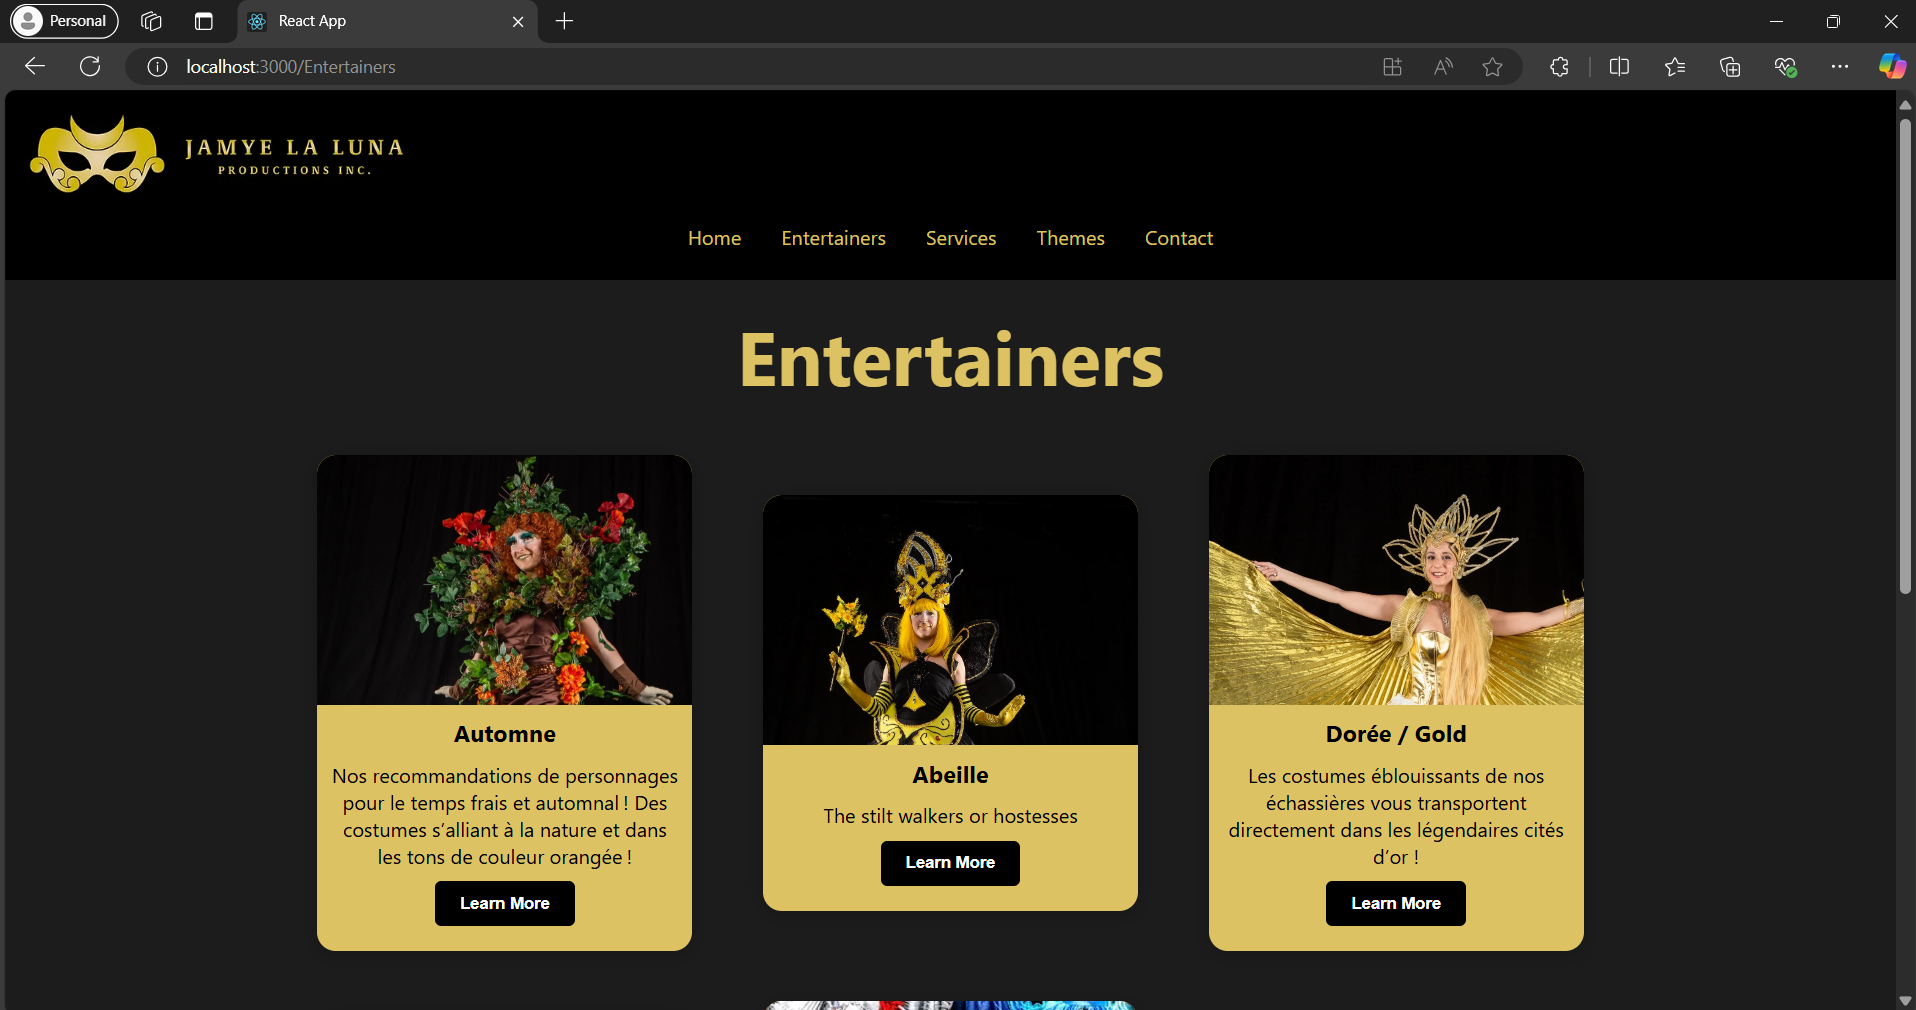 Personal
React App
localhost:3000/Entertainers
JAMYE LA LUNA
PRODUCTIONS INC.
Home Entertainers Services Themes Contact
Entertainers
Automne
Nos recommandations de personnages
pour le temps frais et automnal ! Des
costumes s’alliant à la nature et dans
les tons de couleur orangée !
Learn More
Abeille
The stilt walkers or hostesses
Learn More
Dorée / Gold
Les costumes éblouissants de nos
échassières vous transportent
directement dans les légendaires cités
d’or !
Learn More